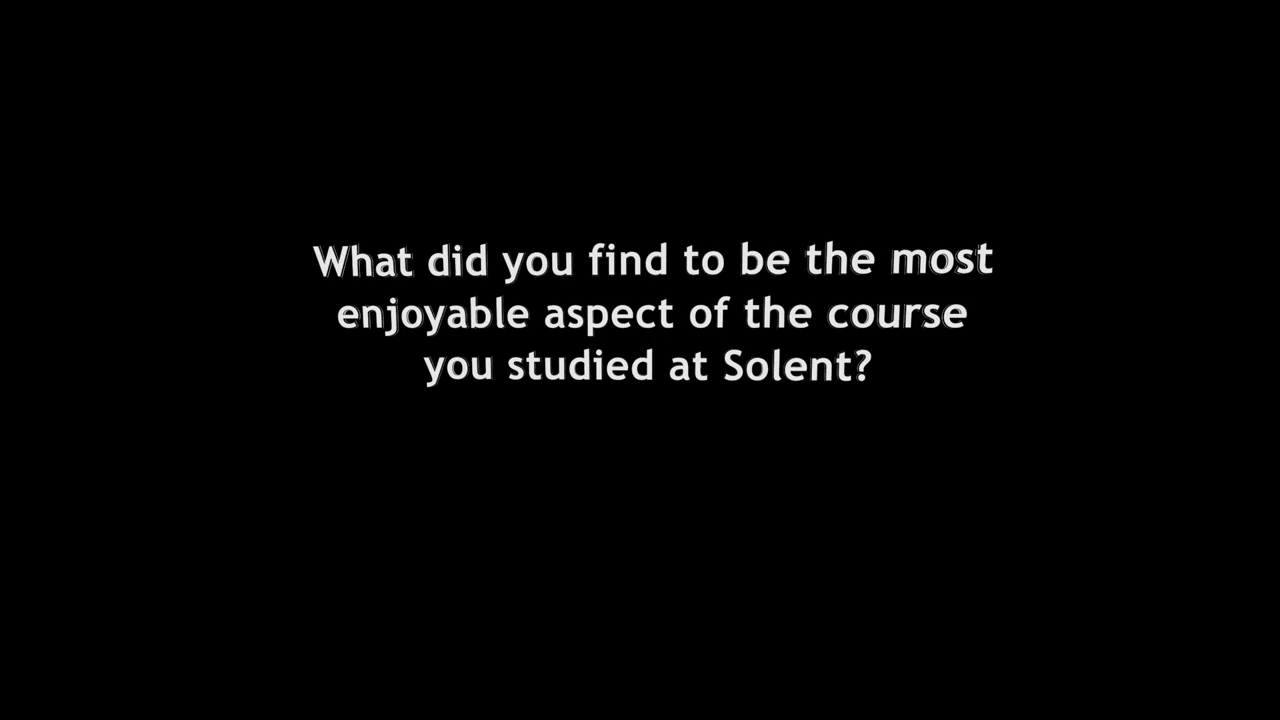 What did you find to be the most
enjoyable aspect of the course
you studied at Solent?